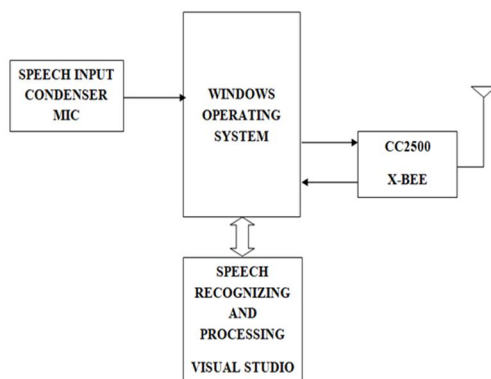 SPEECH INPUT
CONDENSER
MIC
WINDOWS
OPERATING
SYSTEM
CC2500
X-BEE
SPEECH
RECOGNIZING
AND
PROCESSING
VISUAL STUDIO